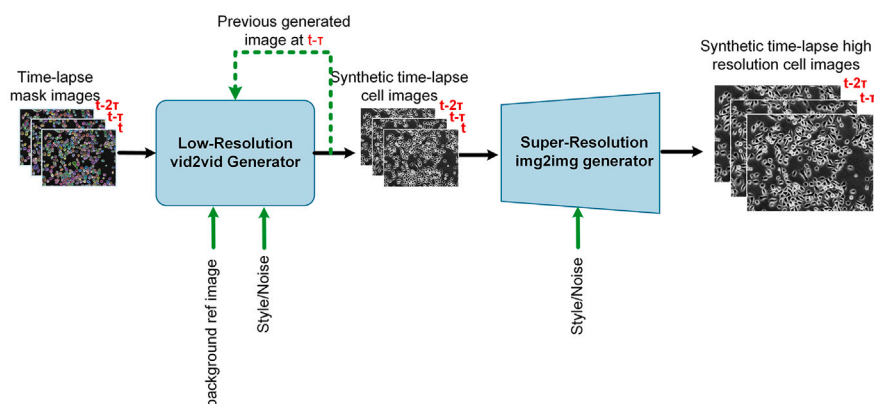 Previous generated
image at t-τ
Time-lapse
mask images
t-2τ
t-τ
t
Low-Resolution
vid2vid Generator
Synthetic time-lapse
cell images
t-2τ
t-τ
t
Super-Resolution
img2img generator
Synthetic time-lapse high
resolution cell images
t-2τ
t-τ
background ref image
Style/Noise
Style/Noise